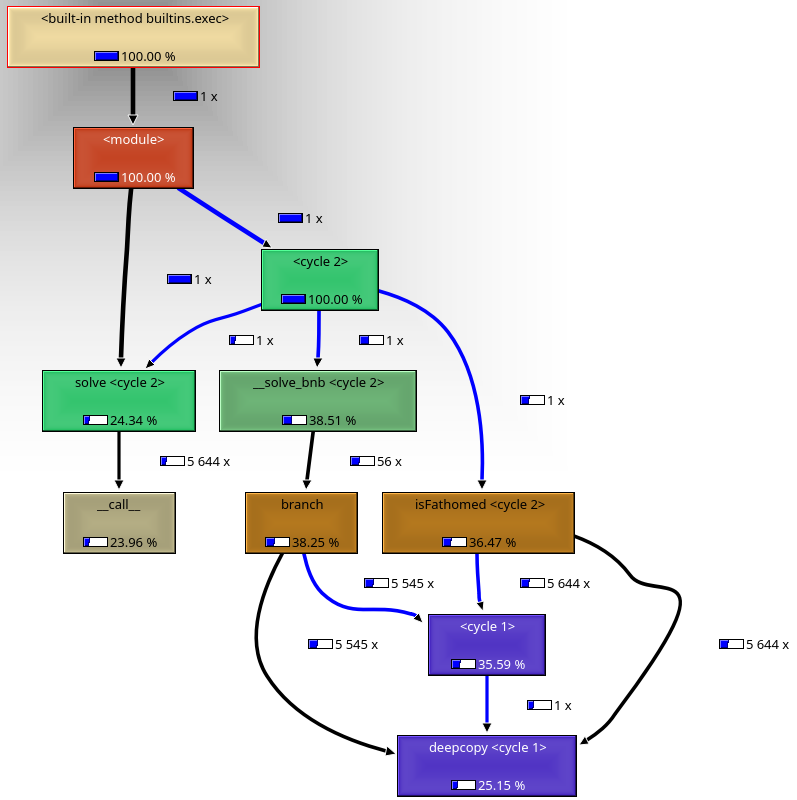 <built-in method builtins.exec>
100.00 %
1 x
<module>
100.00 %
1 x
<cycle 2>
1 x
100.00 %
1 x
1 x
solve <cycle 2>
__solve_bnb <cycle 2>
1 x
24.34 %
38.51 %
5 644 x
56 x
__call__
branch
isFathomed <cycle 2>
23.96 %
38.25 %
36.47 %
5 545 x
5 644 x
<cycle 1>
5 545 x
5 644 x
35.59 %
1 x
deepcopy <cycle 1>
25.15 %